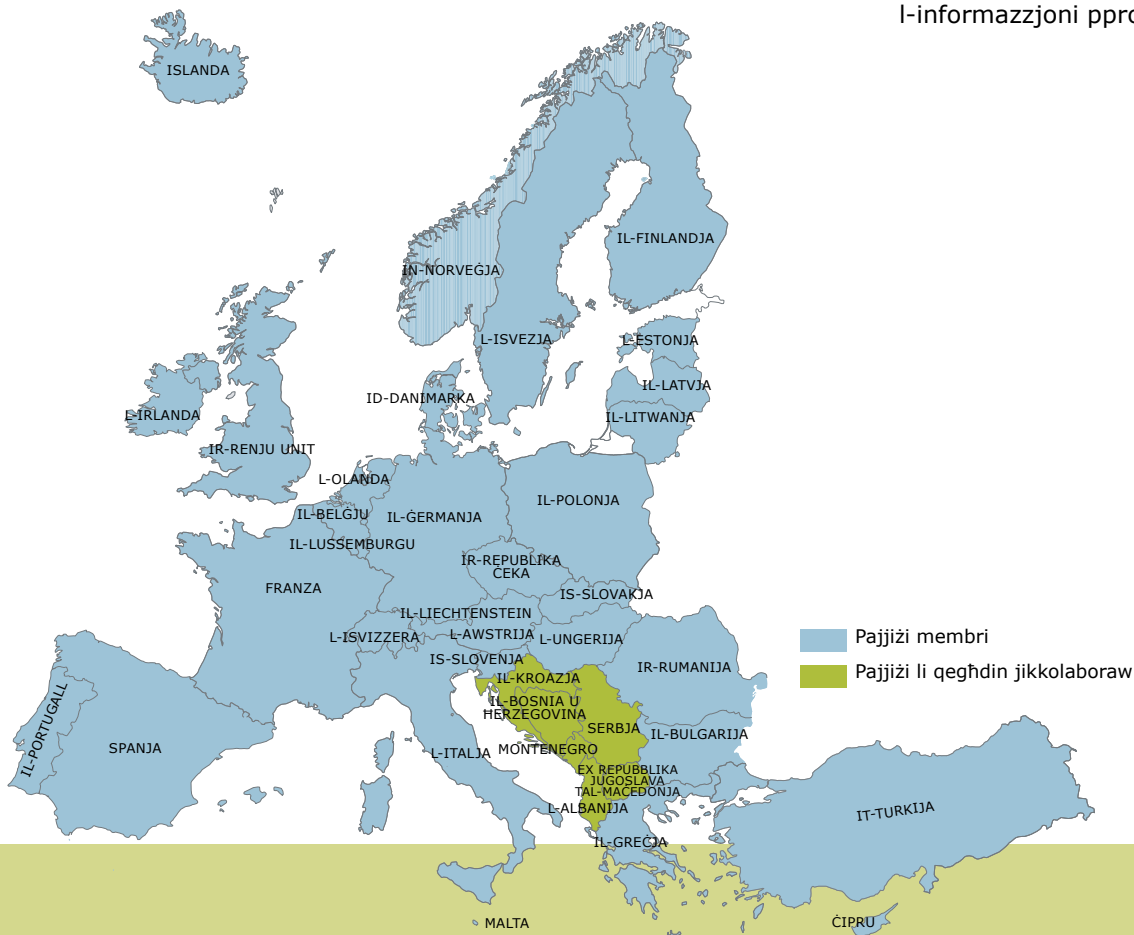 l-informazzjoni
ISLANDA
IL-FINLANDJA
IN-NORVEĠJA
L-ISVEZJA
L-ESTONJA
IL-LATVJA
ID-DANIMARKA
L-IRLANDA
IL-LITWANJA
IR-RENJU UNIT
L-OLANDA
IL-POLONJA
IL-BELĠJU
IL-ĠERMANJA
IL-LUSSEMBURGU
IR-REPUBLIKA
ĊEKA
FRANZA
IS-SLOVAKJA
IL-LIECHTENSTEIN
L-ISVIZZERA
L-AWSTRIJA
L-UNGERIJA
Pajjiżi membri
IS-SLOVENJA
IR-RUMANIJA
Pajjiżi li qegħdin jikkolaboraw
IL-KROAZJA
IL-BOSNIA U
HERZEGOVINA
IL-PORTUGALL
SPANJA
SERBJA
IL-BULGARIJA
L-ITALJA
MONTENEGRO
EX REPUBBLIKA
JUGOSLAVA
TAL-MAĊEDONJA
L-ALBANIJA
IT-TURKIJA
IL-GREĊJA
MALTA
ĊIPRU